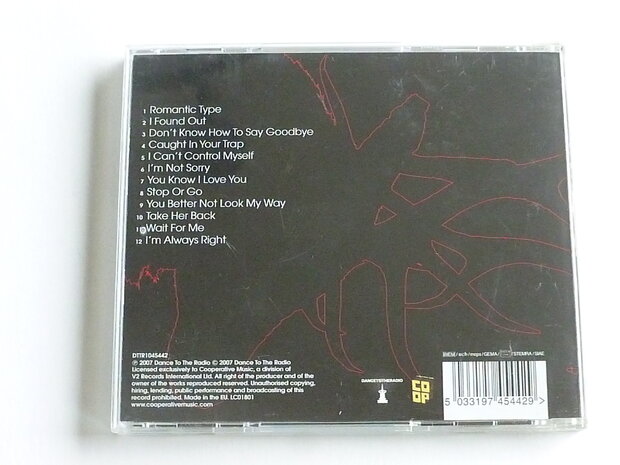 1 Romantic Type
2 I Found Out
3 Don't Know How To Say Goodbye
4 Caught In Your Trap
5 I Can't Control Myself
6 I'm Not Sorry
7 You Know I Love You
8 Stop Or Go
9 You Better Not Look My Way
10 Take Her Back
11 Wait For Me
12 I'm Always Right
DTTR1045442
℗ 2007 Dance To The Radio © 2007 Dance To The Radio
Licensed exclusively to Cooperative Music, a division of
V2 Records International Ltd. All right of the producer and of the
owner of the works reproduced reserved. Unauthorised copying,
hiring, lending, public performance and broadcasting of this
record prohibited. Made in the EU. LC01801
www.cooperativemusic.com
DANCETOTHERADIO
CO
OP
BIEM / sdrm / mcps / GEMA / STEMRA / SIAE
5 033197 454429 >